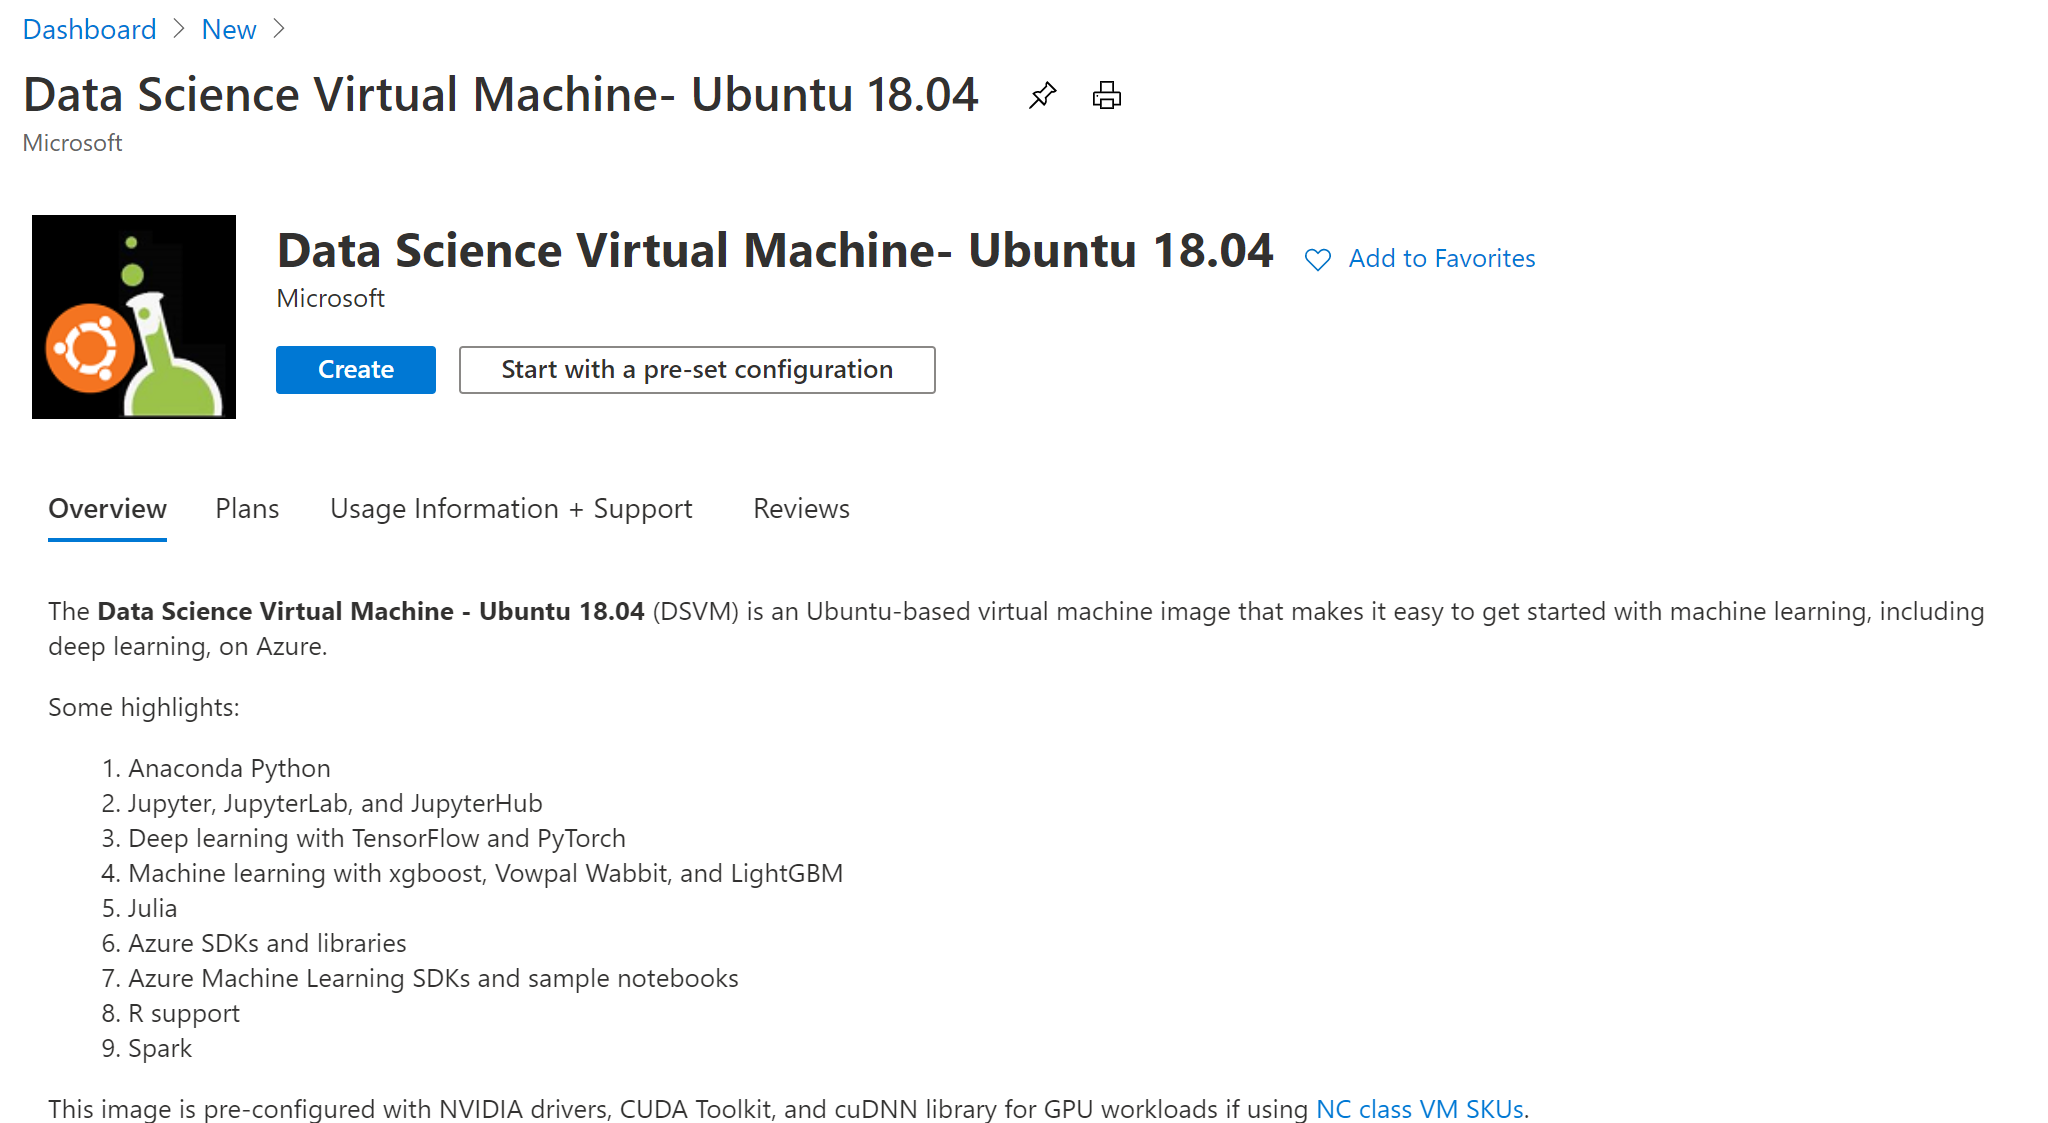 Dashboard > New >
Data Science Virtual Machine- Ubuntu 18.04
Microsoft
Data Science Virtual Machine- Ubuntu 18.04
Add to Favorites
Microsoft
Create
Start with a pre-set configuration
Overview Plans Usage Information + Support Reviews
The Data Science Virtual Machine - Ubuntu 18.04 (DSVM) is an Ubuntu-based virtual machine image that makes it easy to get started with machine learning, including
deep learning, on Azure.
Some highlights:
1. Anaconda Python
2. Jupyter, JupyterLab, and JupyterHub
3. Deep learning with TensorFlow and PyTorch
4. Machine learning with xgboost, Vowpal Wabbit, and LightGBM
5. Julia
6. Azure SDKs and libraries
7. Azure Machine Learning SDKs and sample notebooks
8. R support
9. Spark
This image is pre-configured with NVIDIA drivers, CUDA Toolkit, and cuDNN library for GPU workloads if using NC class VM SKUs.